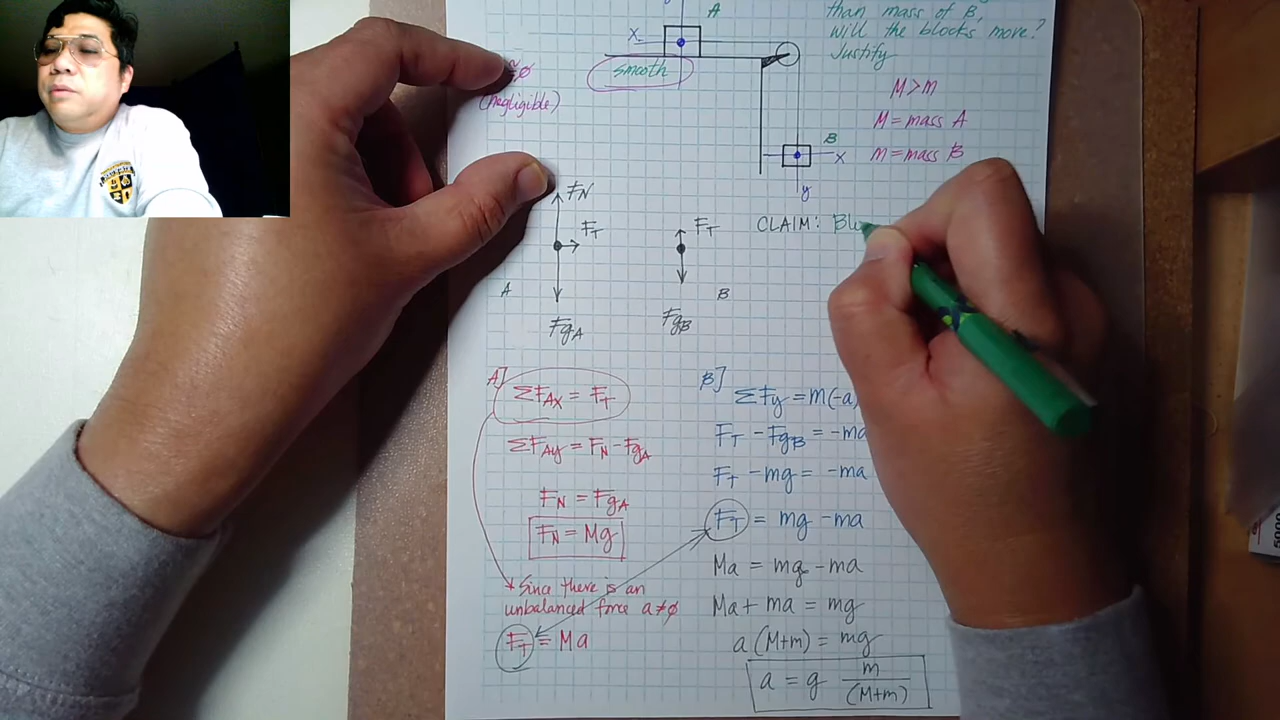 than mass of B,
will the blocks move?
Justify
A
X
smooth
≈ø
(negligible)
M>m
M = mass A
m = mass B
B
X
y
FN
FT
A
FgA
FT
B
FgB
CLAIM: Blo
A]
ΣFAx = FT
ΣFAy = FN - FgA
FN = FgA
FN = Mg
Since there is an
unbalanced force a≠ø
FT = Ma
B]
ΣFy = m(-a)
FT - FgB = -ma
FT - mg = -ma
FT = mg - ma
Ma = mg - ma
Ma + ma = mg
a (M+m) = mg
a = g m/(M+m)